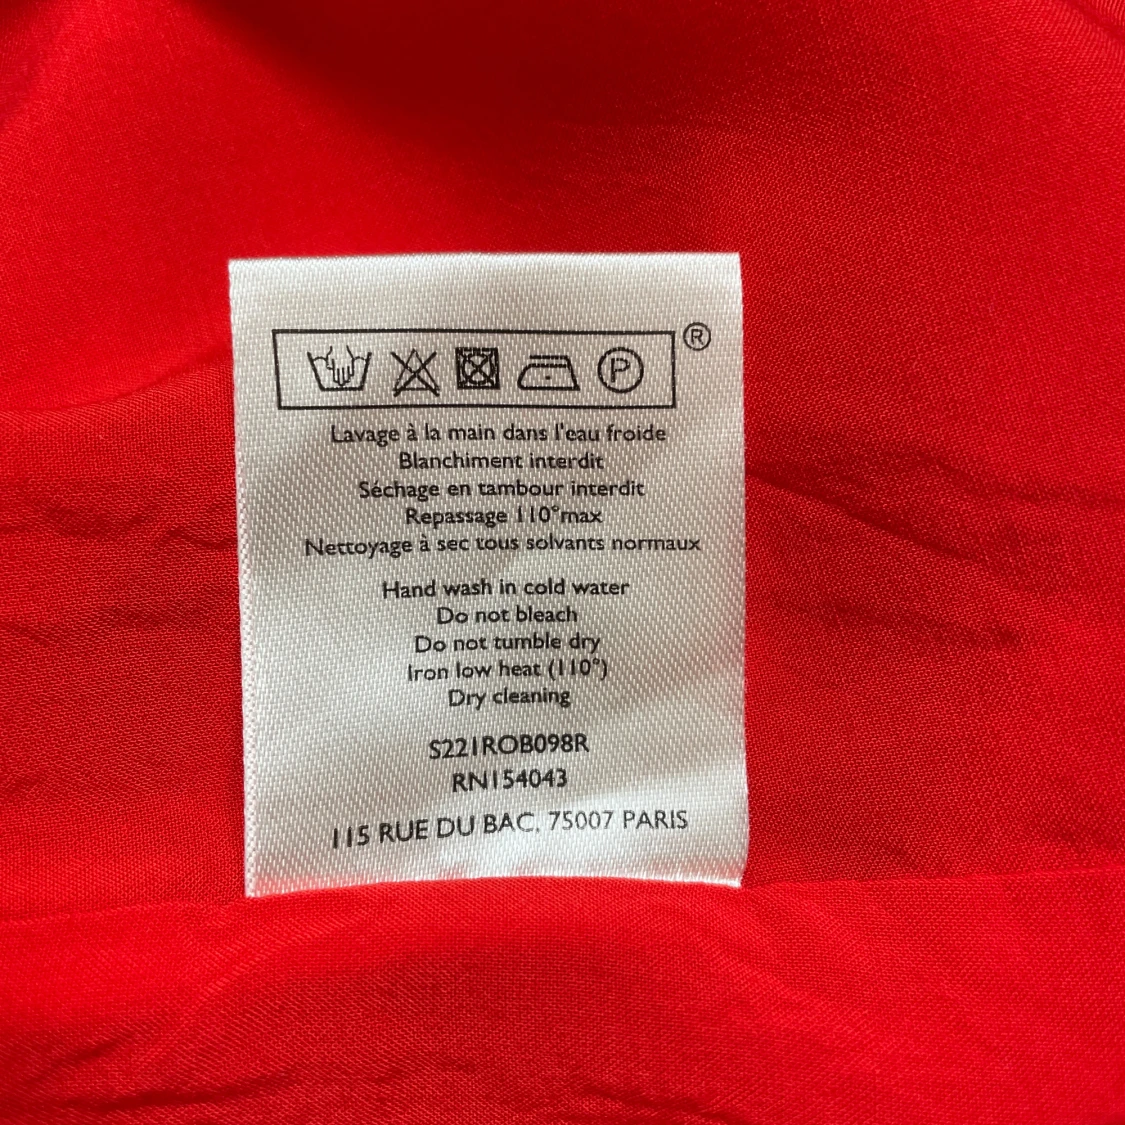 ®
P
Lavage à la main dans l'eau froide
Blanchiment interdit
Séchage en tambour interdit
Repassage 110°max
Nettoyage à sec tous solvants normaux
Hand wash in cold water
Do not bleach
Do not tumble dry
Iron low heat (110°)
Dry cleaning
S221ROB098R
RN154043
115 RUE DU BAC, 75007 PARIS